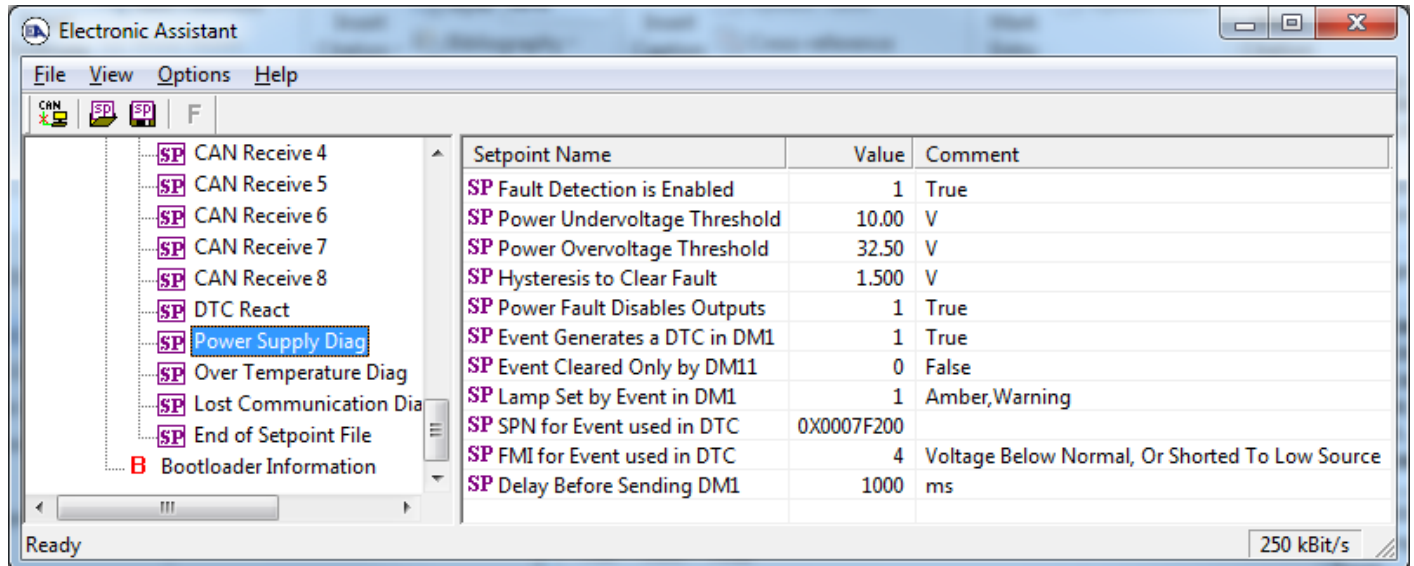 Electronic Assistant
File View Options Help
CAN SP SP F
SP CAN Receive 4
SP CAN Receive 5
SP CAN Receive 6
SP CAN Receive 7
SP CAN Receive 8
SP DTC React
SP Power Supply Diag
SP Over Temperature Diag
SP Lost Communication Dia
SP End of Setpoint File
B Bootloader Information
Setpoint Name Value Comment
SP Fault Detection is Enabled 1 True
SP Power Undervoltage Threshold 10.00 V
SP Power Overvoltage Threshold 32.50 V
SP Hysteresis to Clear Fault 1.500 V
SP Power Fault Disables Outputs 1 True
SP Event Generates a DTC in DM1 1 True
SP Event Cleared Only by DM11 0 False
SP Lamp Set by Event in DM1 1 Amber,Warning
SP SPN for Event used in DTC 0X0007F200
SP FMI for Event used in DTC 4 Voltage Below Normal, Or Shorted To Low Source
SP Delay Before Sending DM1 1000 ms
Ready 250 kBit/s